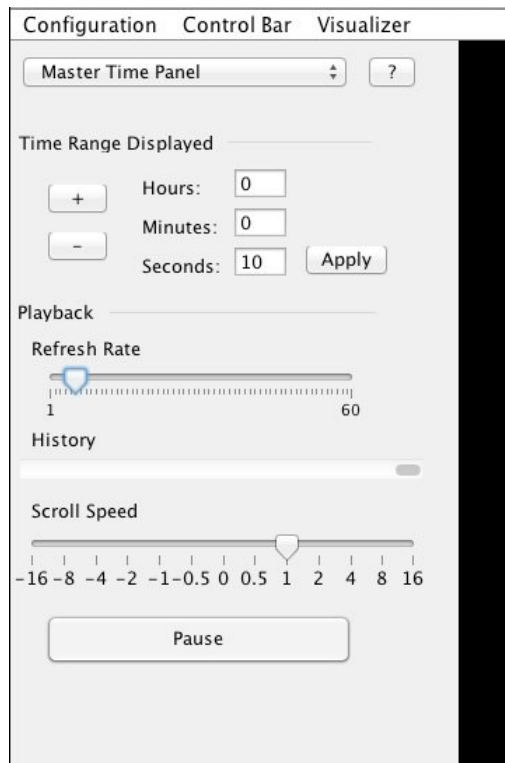 Configuration Control Bar Visualizer
Master Time Panel ?
Time Range Displayed
+ Hours: 0
Minutes: 0
- Seconds: 10 Apply
Playback
Refresh Rate
1 60
History
Scroll Speed
-16 -8 -4 -2 -1 -0.5 0 0.5 1 2 4 8 16
Pause